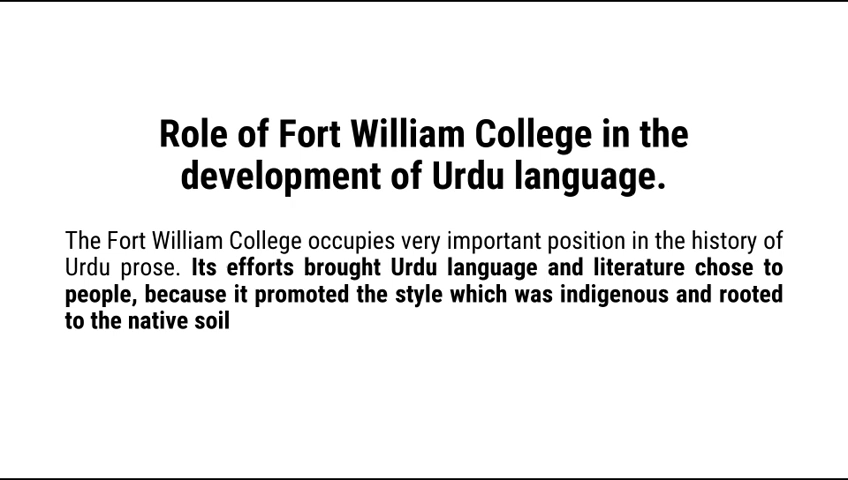 Role of Fort William College in the
development of Urdu language.
The Fort William College occupies very important position in the history of
Urdu prose. Its efforts brought Urdu language and literature chose to
people, because it promoted the style which was indigenous and rooted
to the native soil